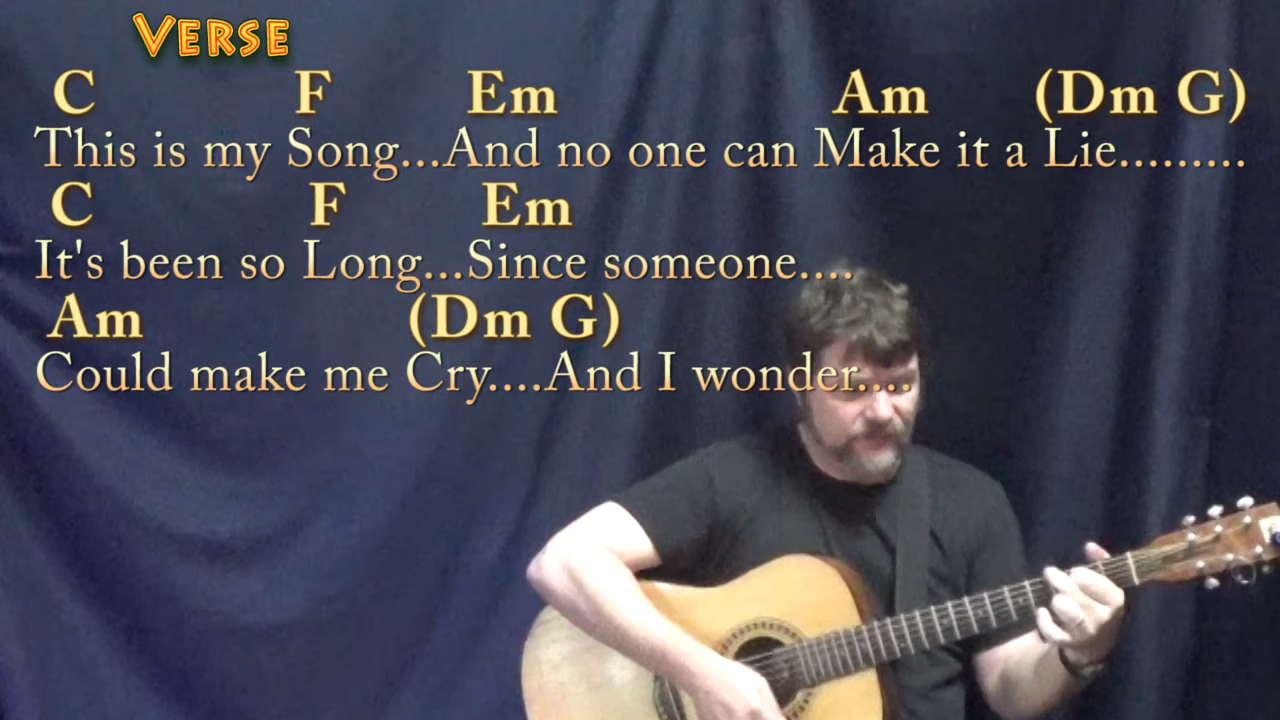 VERSE
C F Em Am (Dm G)
This is my Song...And no one can Make it a Lie.........
C F Em
It's been so Long...Since someone....
Am (Dm G)
Could make me Cry....And I wonder....